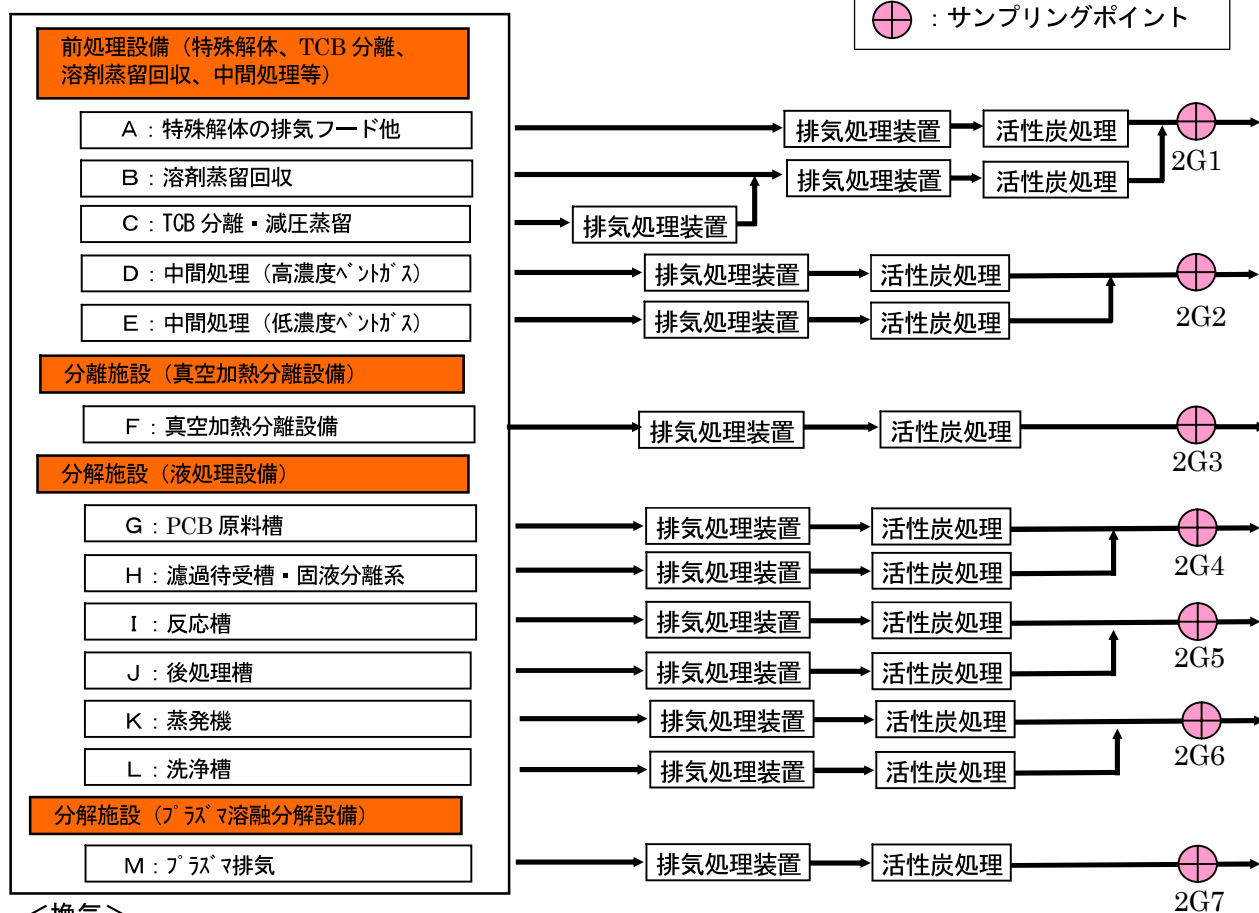 ：サンプリングポイント
前処理設備（特殊解体、TCB 分離、
溶剤蒸留回収、中間処理等）
A：特殊解体の排気フード他
排気処理装置
活性炭処理
2G1
B：溶剤蒸留回収
排気処理装置
活性炭処理
C：TCB 分離・減圧蒸留
排気処理装置
D：中間処理（高濃度ﾍﾞﾝﾄｶﾞｽ）
排気処理装置
活性炭処理
2G2
E：中間処理（低濃度ﾍﾞﾝﾄｶﾞｽ）
排気処理装置
活性炭処理
分離施設（真空加熱分離設備）
F：真空加熱分離設備
排気処理装置
活性炭処理
2G3
分解施設（液処理設備）
G：PCB 原料槽
排気処理装置
活性炭処理
2G4
H：濾過待受槽・固液分離系
排気処理装置
活性炭処理
I：反応槽
排気処理装置
活性炭処理
2G5
J：後処理槽
排気処理装置
活性炭処理
K：蒸発機
排気処理装置
活性炭処理
2G6
L：洗浄槽
排気処理装置
活性炭処理
分解施設（ﾌﾟﾗｽﾞﾏ溶融分解設備）
M：ﾌﾟﾗｽﾞﾏ排気
排気処理装置
活性炭処理
2G7
＜換気＞